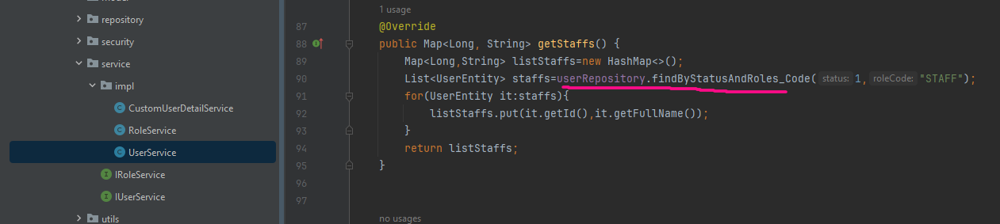 model
repository
security
service
impl
CustomUserDetailService
RoleService
UserService
IRoleService
IUserService
utils
1 usage
87 @Override
88 public Map<Long, String> getStaffs() {
89 Map<Long,String> listStaffs=new HashMap<>();
90 List<UserEntity> staffs=userRepository.findByStatusAndRoles_Code( status: 1, roleCode: "STAFF");
91 for(UserEntity it:staffs){
92 listStaffs.put(it.getId(),it.getFullName());
93 }
94 return listStaffs;
95 }
96
97
no usages